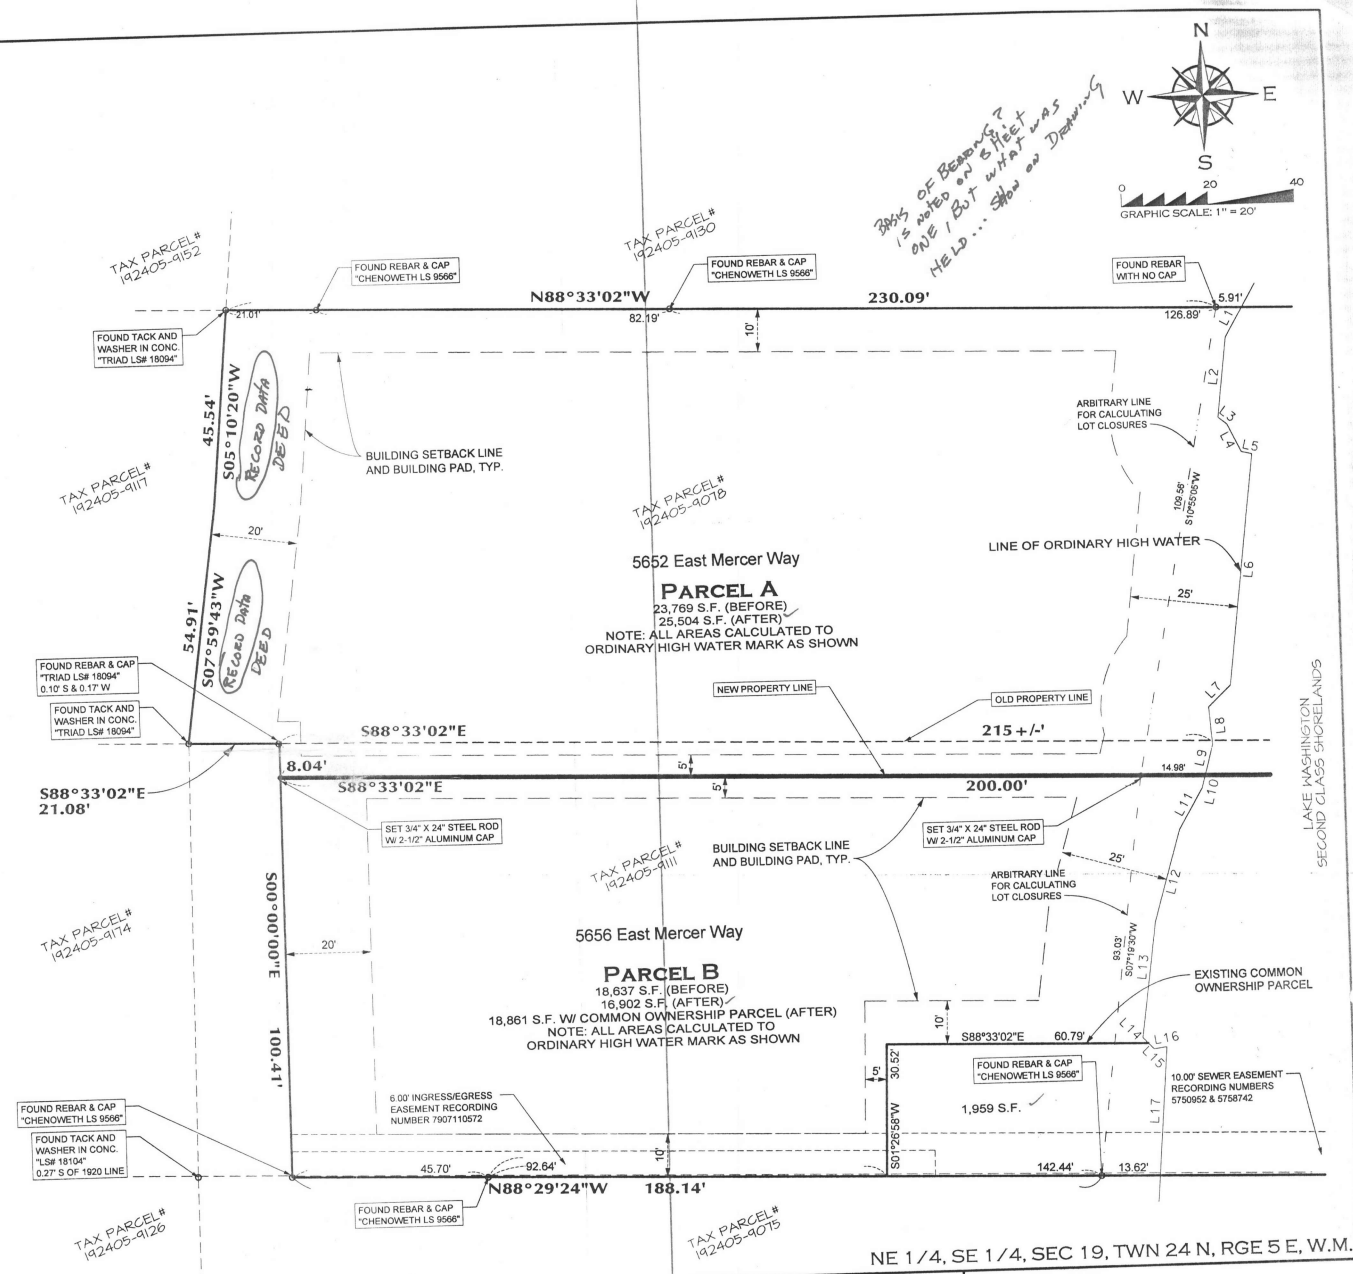 N
W
E
S
0 20 40
GRAPHIC SCALE: 1" = 20'
BASIS OF BEARING?
IS NOTED ON SHEET
ONE, BUT WHAT WAS
HELD... SHOW ON DRAWING
TAX PARCEL#
192405-9152
TAX PARCEL#
192405-9130
FOUND REBAR & CAP
"CHENOWETH LS 9566"
FOUND REBAR & CAP
"CHENOWETH LS 9566"
FOUND REBAR
WITH NO CAP
N88°33'02"W
230.09'
5.91'
21.01'
82.19'
126.89'
L1
10'
FOUND TACK AND
WASHER IN CONC.
"TRIAD LS# 18094"
45.54'
S05°10'20"W
RECORD DATA
DEED
L2
ARBITRARY LINE
FOR CALCULATING
LOT CLOSURES
L3
L4
L5
BUILDING SETBACK LINE
AND BUILDING PAD, TYP.
TAX PARCEL#
192405-9117
TAX PARCEL#
192405-9078
109.56'
S10°55'05"W
20'
LINE OF ORDINARY HIGH WATER
L6
5652 East Mercer Way
PARCEL A
23,769 S.F. (BEFORE)
25,504 S.F. (AFTER)
NOTE: ALL AREAS CALCULATED TO
ORDINARY HIGH WATER MARK AS SHOWN
25'
54.91'
S07°59'43"W
RECORD DATA
DEED
FOUND REBAR & CAP
"TRIAD LS# 18094"
0.10' S & 0.17' W
FOUND TACK AND
WASHER IN CONC.
"TRIAD LS# 18094"
NEW PROPERTY LINE
OLD PROPERTY LINE
L7
LAKE WASHINGTON
SECOND CLASS SHORELANDS
S88°33'02"E
215 +/-'
L8
8.04'
5'
14.98'
L9
S88°33'02"E
21.08'
S88°33'02"E
5'
200.00'
L10
L11
SET 3/4" X 24" STEEL ROD
W/ 2-1/2" ALUMINUM CAP
SET 3/4" X 24" STEEL ROD
W/ 2-1/2" ALUMINUM CAP
BUILDING SETBACK LINE
AND BUILDING PAD, TYP.
25'
TAX PARCEL#
192405-9111
ARBITRARY LINE
FOR CALCULATING
LOT CLOSURES
L12
S00°00'00"E
100.41'
TAX PARCEL#
192405-9174
20'
5656 East Mercer Way
PARCEL B
18,637 S.F. (BEFORE)
16,902 S.F. (AFTER)
18,861 S.F. W/ COMMON OWNERSHIP PARCEL (AFTER)
NOTE: ALL AREAS CALCULATED TO
ORDINARY HIGH WATER MARK AS SHOWN
93.03'
S07°19'30"W
L13
EXISTING COMMON
OWNERSHIP PARCEL
10'
S88°33'02"E 60.79'
L14
L16
L15
5'
30.52'
S01°26'58"W
FOUND REBAR & CAP
"CHENOWETH LS 9566"
10.00' SEWER EASEMENT
RECORDING NUMBERS
5750952 & 5758742
1,959 S.F.
L17
6.00' INGRESS/EGRESS
EASEMENT RECORDING
NUMBER 7907110572
FOUND REBAR & CAP
"CHENOWETH LS 9566"
FOUND TACK AND
WASHER IN CONC.
"LS# 18104"
0.27' S OF 1920 LINE
10'
45.70'
92.64'
142.44'
13.62'
N88°29'24"W
188.14'
FOUND REBAR & CAP
"CHENOWETH LS 9566"
TAX PARCEL#
192405-9126
TAX PARCEL#
192405-9075
NE 1/4, SE 1/4, SEC 19, TWN 24 N, RGE 5 E, W.M.